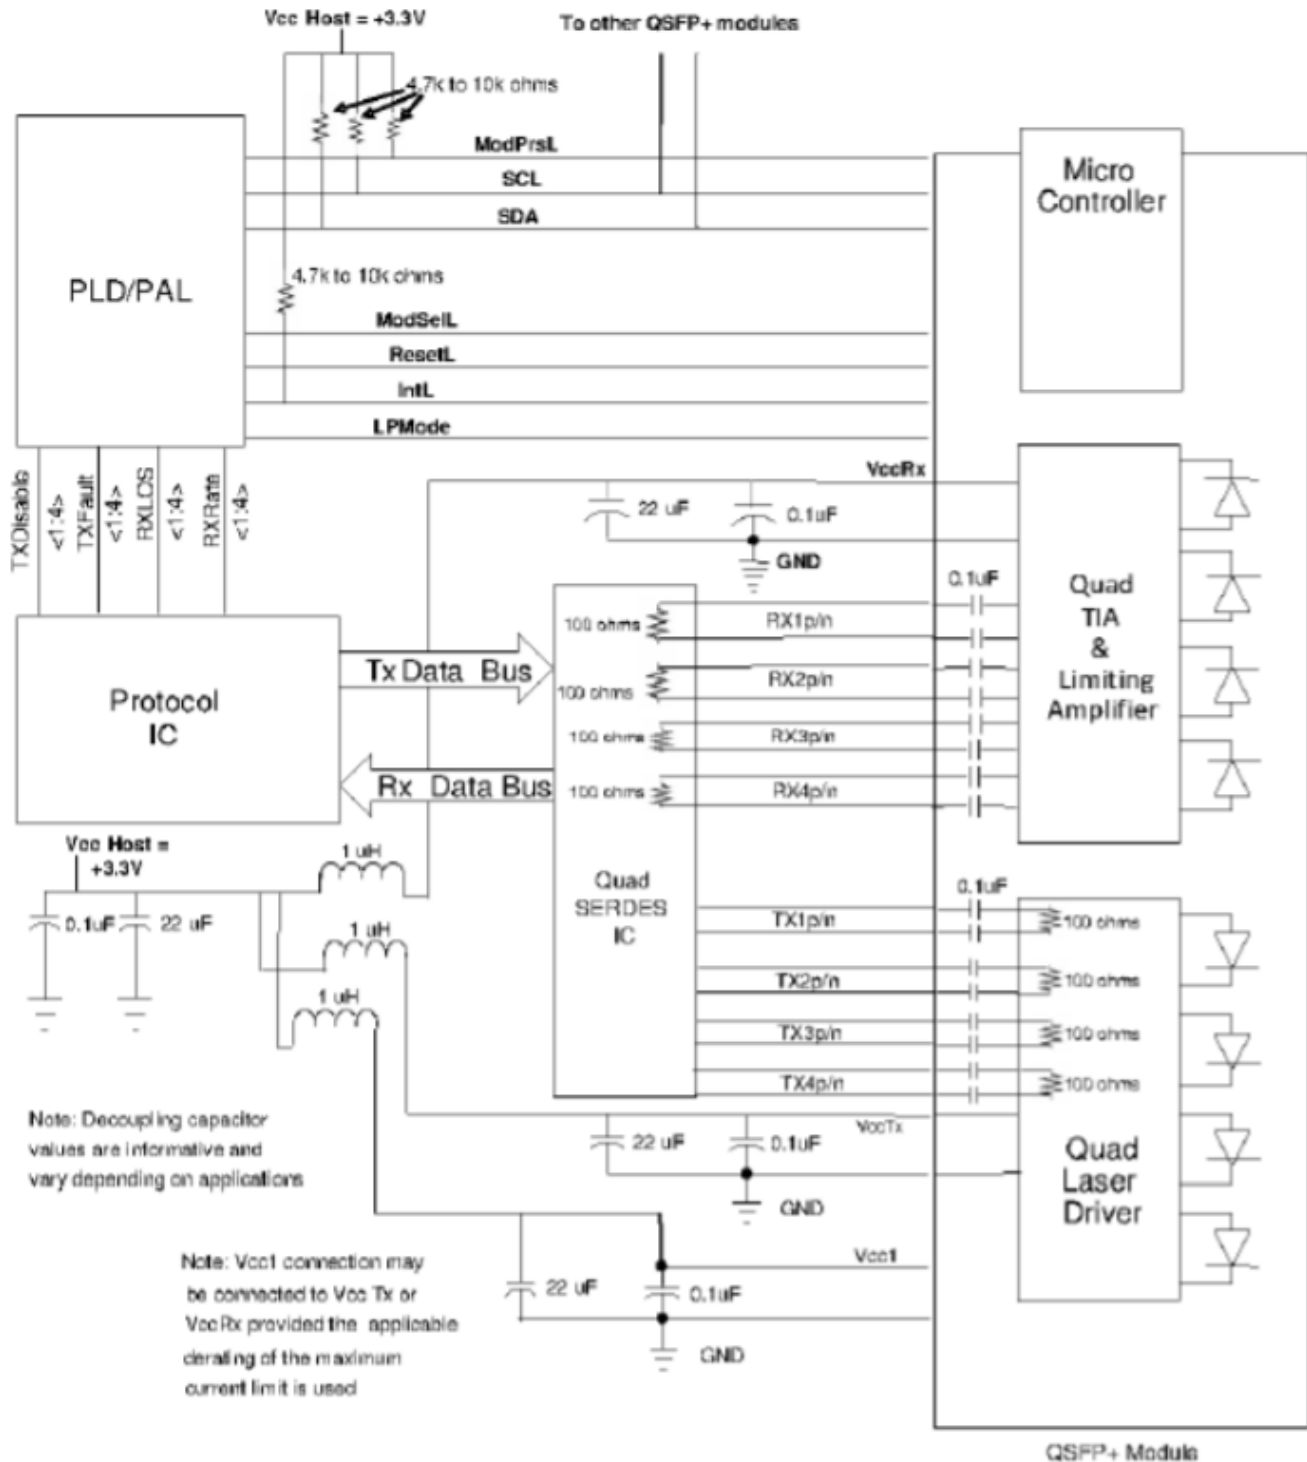 Vcc Host = +3.3V
To other QSFP+ modules
4.7k to 10k ohms
ModPrsL
SCL
SDA
Micro
Controller
PLD/PAL
4.7k to 10k ohms
ModSelL
ResetL
IntL
LPMode
TXDisable
<1:4>
TXFault
<1:4>
RXLOS
<1:4>
RXRate
<1:4>
VccRx
22 uF
0.1uF
GND
0.1uF
Quad
TIA
&
Limiting
Amplifier
100 ohms
RX1p/n
100 ohms
RX2p/n
100 ohms
RX3p/n
100 ohms
RX4p/n
Tx Data Bus
Rx Data Bus
Protocol
IC
Vcc Host =
+3.3V
0.1uF
22 uF
1 uH
1 uH
1 uH
Quad
SERDES
IC
0.1uF
TX1p/n
100 ohms
TX2p/n
100 ohms
TX3p/n
100 ohms
TX4p/n
100 ohms
VccTx
22 uF
0.1uF
GND
Quad
Laser
Driver
Note: Decoupling capacitor
values are informative and
vary depending on applications
Vcc1
22 uF
0.1uF
GND
Note: Vcc1 connection may
be connected to Vcc Tx or
Vcc Rx provided the applicable
derating of the maximum
current limit is used
QSFP+ Module